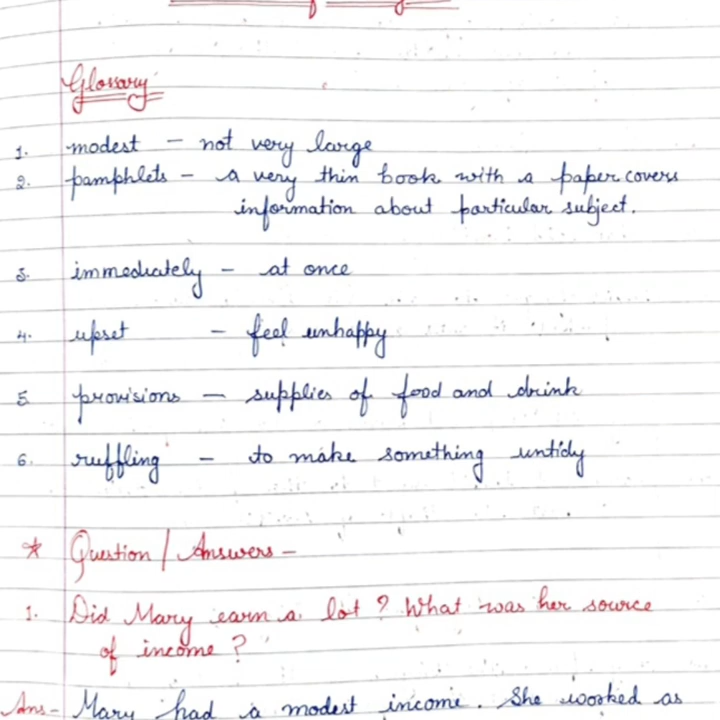 Glossary
1. modest - not very large
2. pamphlets - a very thin book with a paper covers
information about particular subject.
3. immediately - at once
4. upset - feel unhappy
5. provisions - supplies of food and drink
6. ruffling - to make something untidy
* Question / Answers -
1. Did Mary earn a lot? What was her source
of income?
Ans- Mary had a modest income. She worked as